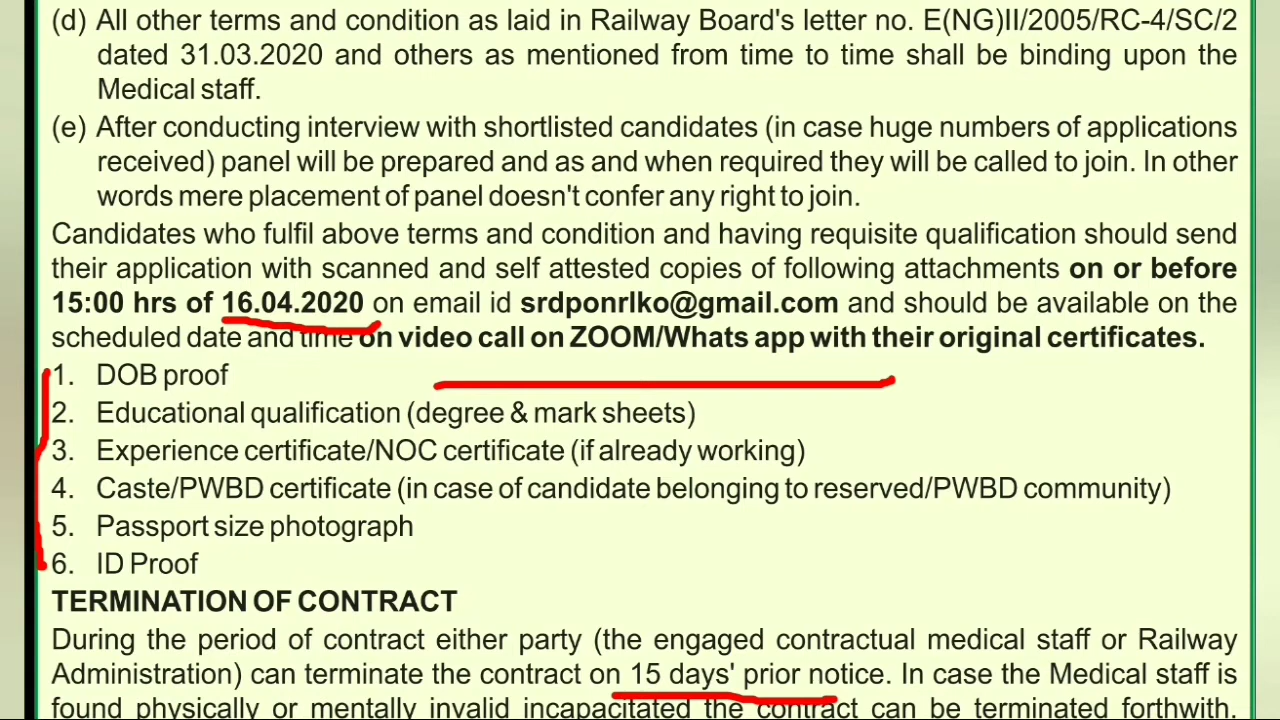 (d) All other terms and condition as laid in Railway Board's letter no. E(NG)II/2005/RC-4/SC/2
dated 31.03.2020 and others as mentioned from time to time shall be binding upon the
Medical staff.
(e) After conducting interview with shortlisted candidates (in case huge numbers of applications
received) panel will be prepared and as and when required they will be called to join. In other
words mere placement of panel doesn't confer any right to join.
Candidates who fulfil above terms and condition and having requisite qualification should send
their application with scanned and self attested copies of following attachments on or before
15:00 hrs of 16.04.2020 on email id srdponrlko@gmail.com and should be available on the
scheduled date and time on video call on ZOOM/Whats app with their original certificates.
1. DOB proof
2. Educational qualification (degree & mark sheets)
3. Experience certificate/NOC certificate (if already working)
4. Caste/PWBD certificate (in case of candidate belonging to reserved/PWBD community)
5. Passport size photograph
6. ID Proof
TERMINATION OF CONTRACT
During the period of contract either party (the engaged contractual medical staff or Railway
Administration) can terminate the contract on 15 days' prior notice. In case the Medical staff is
found physically or mentally invalid incapacitated the contract can be terminated forthwith.